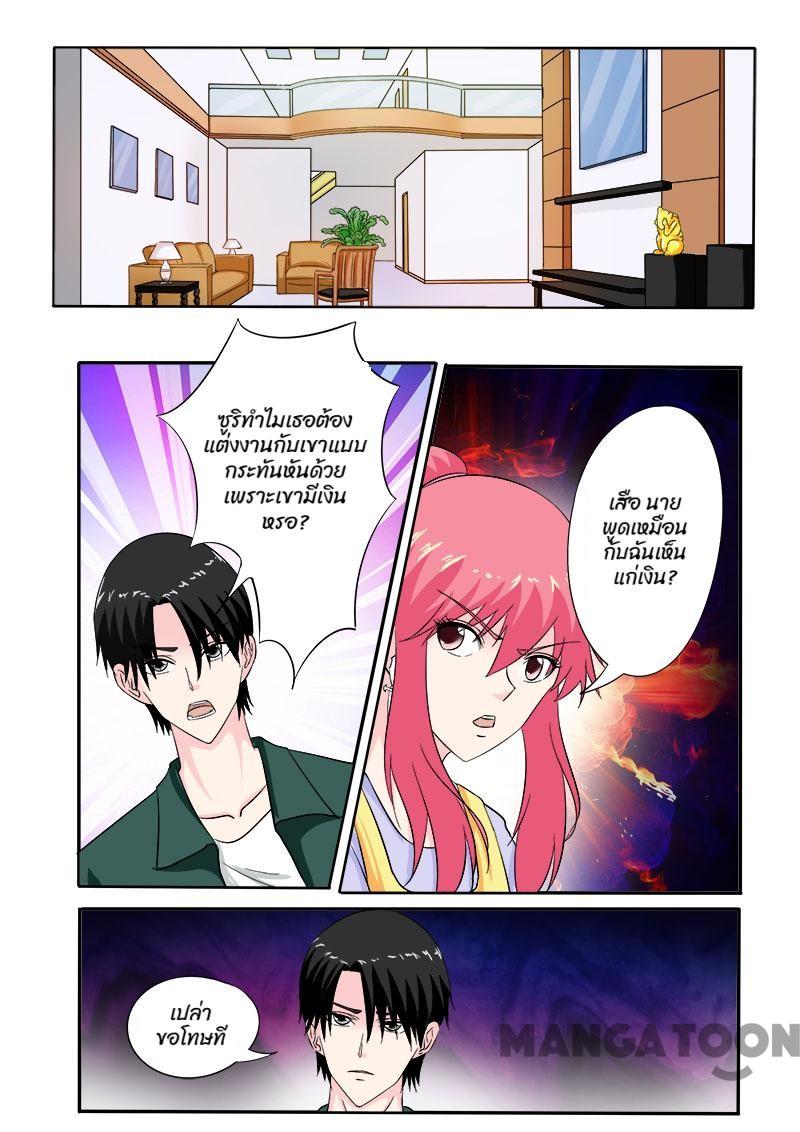 ซูริทำไมเธอต้อง
แต่งงานกับเขาแบบ
กระทันหันด้วย
เพราะเขามีเงิน
หรอ?
เสือ นาย
พูดเหมือน
กับฉันเห็น
แก่เงิน?
เปล่า
ขอโทษที
MANGATOON